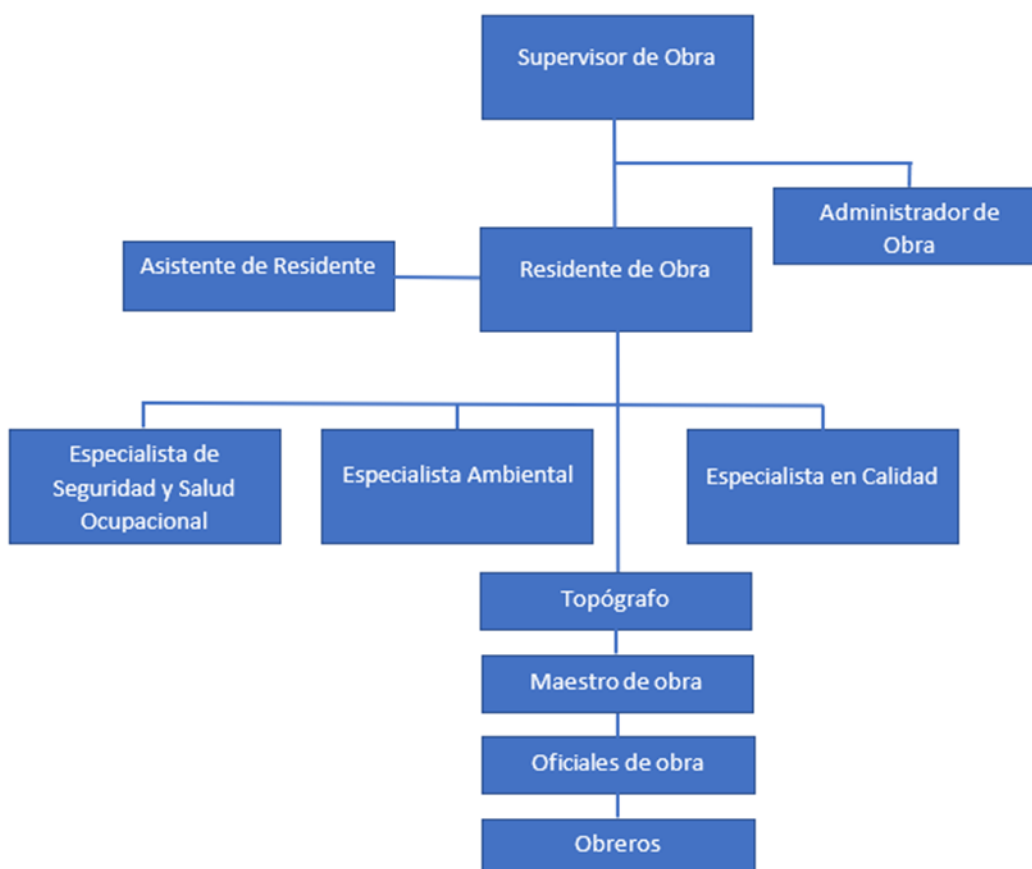 Supervisor de Obra
Administrador de
Obra
Asistente de Residente
Residente de Obra
Especialista de
Seguridad y Salud
Ocupacional
Especialista Ambiental
Especialista en Calidad
Topógrafo
Maestro de obra
Oficiales de obra
Obreros